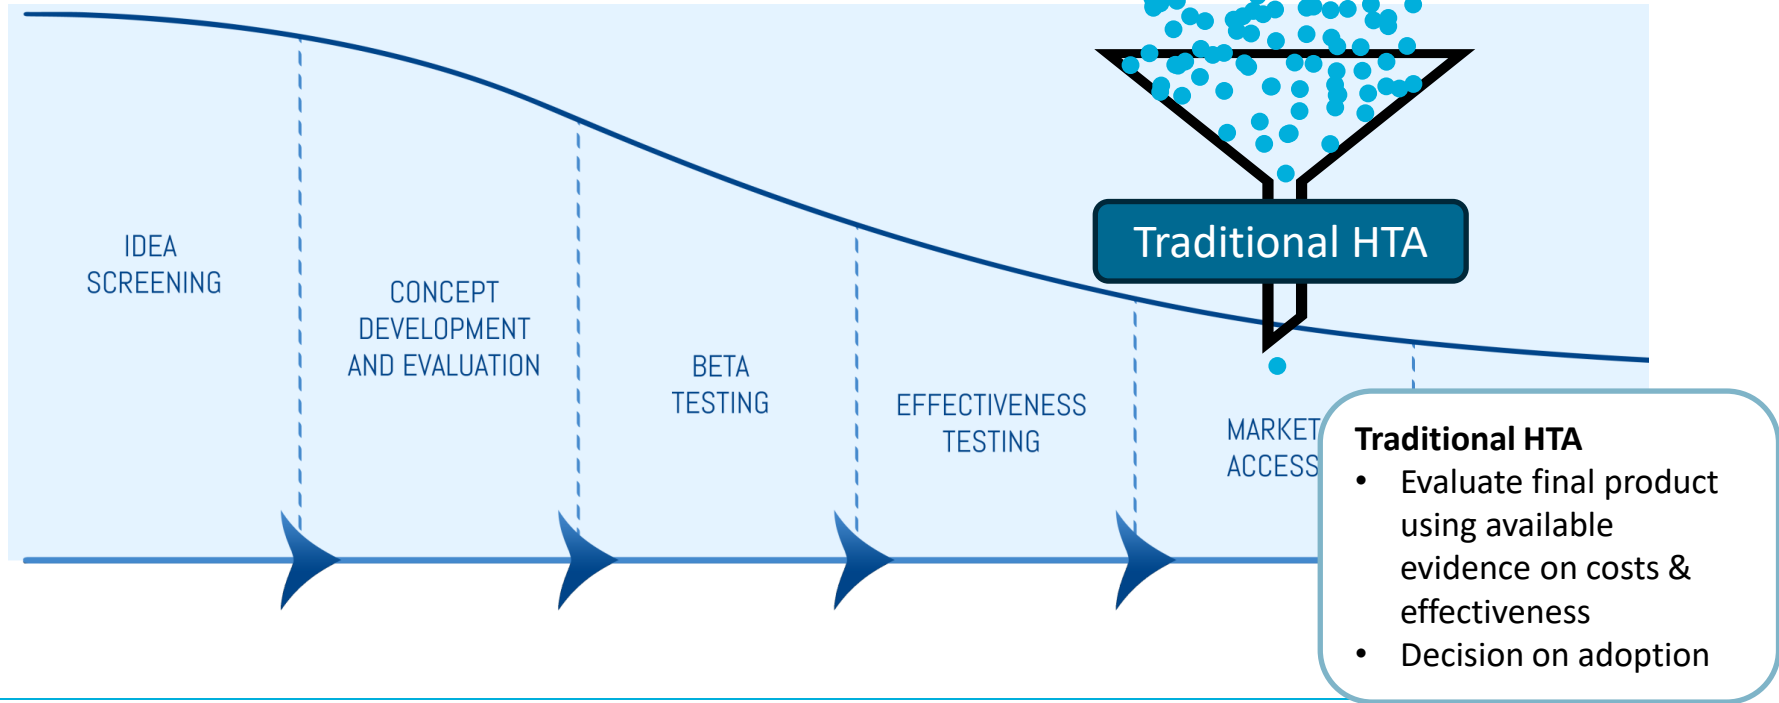 IDEA
SCREENING
CONCEPT
DEVELOPMENT
AND EVALUATION
BETA
TESTING
EFFECTIVENESS
TESTING
MARKET
ACCESS
Traditional HTA
Traditional HTA
• Evaluate final product
using available
evidence on costs &
effectiveness
• Decision on adoption